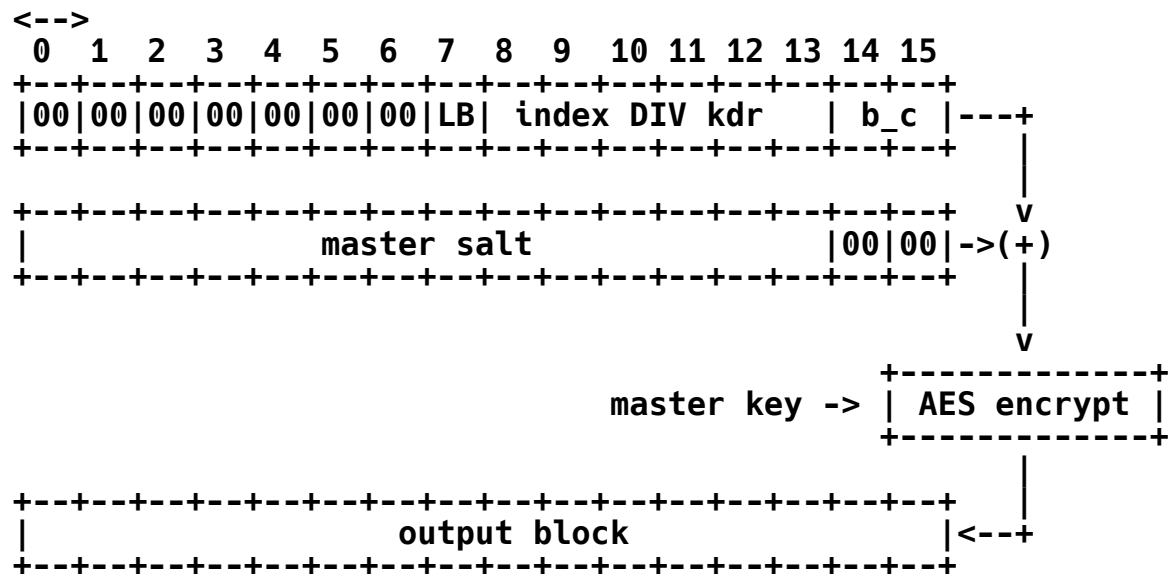 <-->
 0  1  2  3  4  5  6  7  8  9  10 11 12 13 14 15
+--+--+--+--+--+--+--+--+--+--+--+--+--+--+--+--+
|00|00|00|00|00|00|00|LB| index DIV kdr   | b_c |---+
+--+--+--+--+--+--+--+--+--+--+--+--+--+--+--+--+   |
                                                    |
+--+--+--+--+--+--+--+--+--+--+--+--+--+--+--+--+   v
|               master salt               |00|00|->(+)
+--+--+--+--+--+--+--+--+--+--+--+--+--+--+--+--+   |
                                                    |
                                                    v
                                             +-------------+
                               master key -> | AES encrypt |
                                             +-------------+
                                                    |
+--+--+--+--+--+--+--+--+--+--+--+--+--+--+--+--+   |
|                   output block                |<--+
+--+--+--+--+--+--+--+--+--+--+--+--+--+--+--+--+